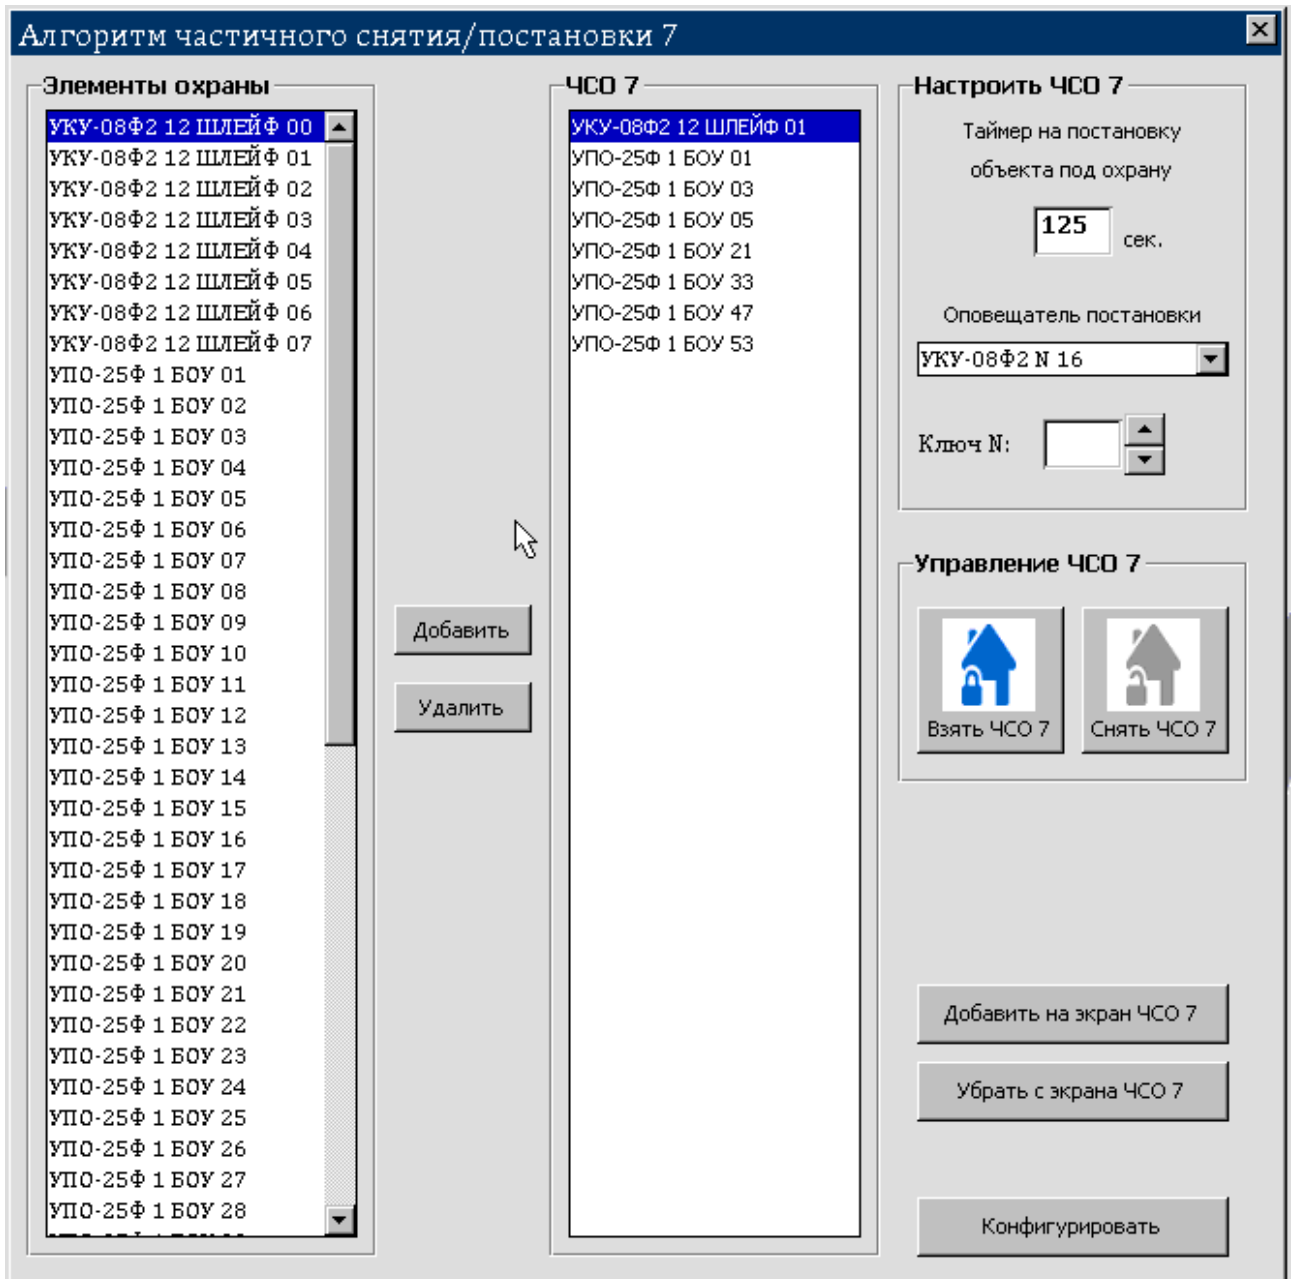 Алгоритм частичного снятия/постановки 7
Элементы охраны
УКУ-08Ф2 12 ШЛЕЙФ 00
УКУ-08Ф2 12 ШЛЕЙФ 01
УКУ-08Ф2 12 ШЛЕЙФ 02
УКУ-08Ф2 12 ШЛЕЙФ 03
УКУ-08Ф2 12 ШЛЕЙФ 04
УКУ-08Ф2 12 ШЛЕЙФ 05
УКУ-08Ф2 12 ШЛЕЙФ 06
УКУ-08Ф2 12 ШЛЕЙФ 07
УПО-25Ф 1 БОУ 01
УПО-25Ф 1 БОУ 02
УПО-25Ф 1 БОУ 03
УПО-25Ф 1 БОУ 04
УПО-25Ф 1 БОУ 05
УПО-25Ф 1 БОУ 06
УПО-25Ф 1 БОУ 07
УПО-25Ф 1 БОУ 08
УПО-25Ф 1 БОУ 09
УПО-25Ф 1 БОУ 10
УПО-25Ф 1 БОУ 11
УПО-25Ф 1 БОУ 12
УПО-25Ф 1 БОУ 13
УПО-25Ф 1 БОУ 14
УПО-25Ф 1 БОУ 15
УПО-25Ф 1 БОУ 16
УПО-25Ф 1 БОУ 17
УПО-25Ф 1 БОУ 18
УПО-25Ф 1 БОУ 19
УПО-25Ф 1 БОУ 20
УПО-25Ф 1 БОУ 21
УПО-25Ф 1 БОУ 22
УПО-25Ф 1 БОУ 23
УПО-25Ф 1 БОУ 24
УПО-25Ф 1 БОУ 25
УПО-25Ф 1 БОУ 26
УПО-25Ф 1 БОУ 27
УПО-25Ф 1 БОУ 28
Добавить
Удалить
ЧСО 7
УКУ-08Ф2 12 ШЛЕЙФ 01
УПО-25Ф 1 БОУ 01
УПО-25Ф 1 БОУ 03
УПО-25Ф 1 БОУ 05
УПО-25Ф 1 БОУ 21
УПО-25Ф 1 БОУ 33
УПО-25Ф 1 БОУ 47
УПО-25Ф 1 БОУ 53
Настроить ЧСО 7
Таймер на постановку
объекта под охрану
125 сек.
Оповещатель постановки
УКУ-08Ф2 N 16
Ключ N:
Управление ЧСО 7
Взять ЧСО 7
Снять ЧСО 7
Добавить на экран ЧСО 7
Убрать с экрана ЧСО 7
Конфигурировать